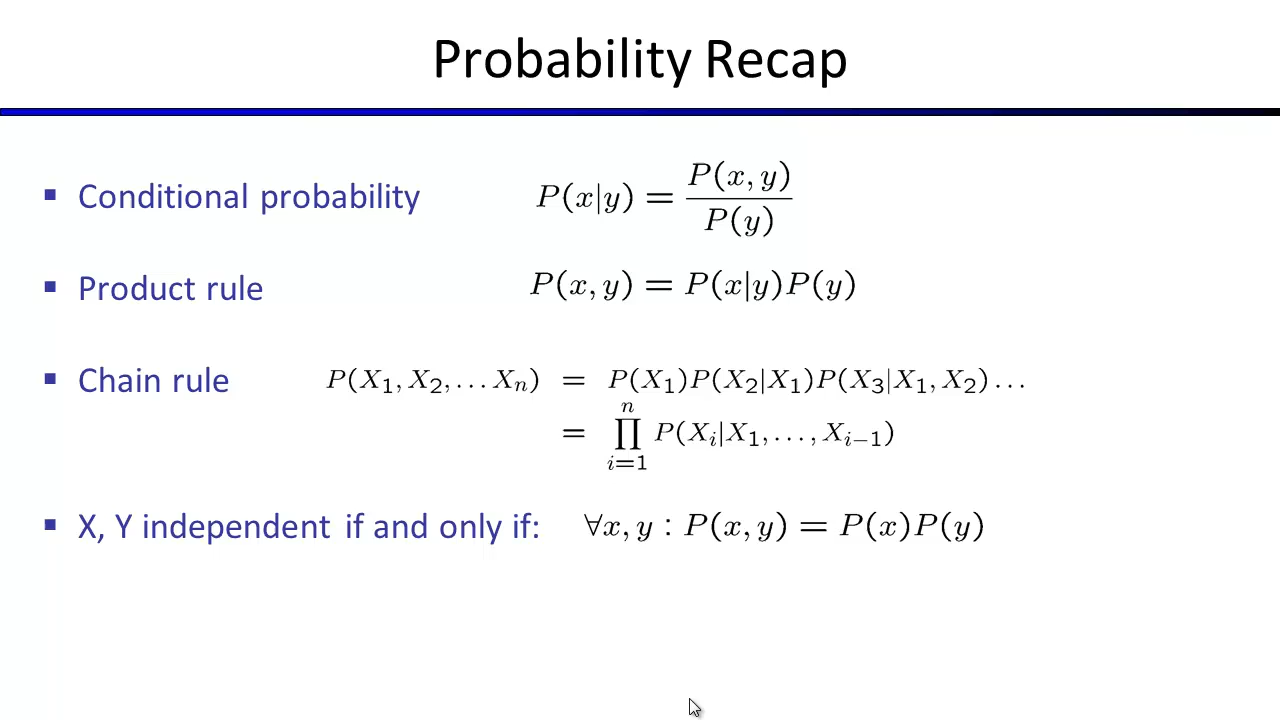 Probability Recap
▪ Conditional probability P(x|y) = P(x, y) / P(y)
▪ Product rule P(x, y) = P(x|y)P(y)
▪ Chain rule P(X₁, X₂, . . . Xₙ) = P(X₁)P(X₂|X₁)P(X₃|X₁, X₂) . . .
= ∏ᵢ₌₁ⁿ P(Xᵢ|X₁, . . . , Xᵢ₋₁)
▪ X, Y independent if and only if: ∀x, y : P(x, y) = P(x)P(y)